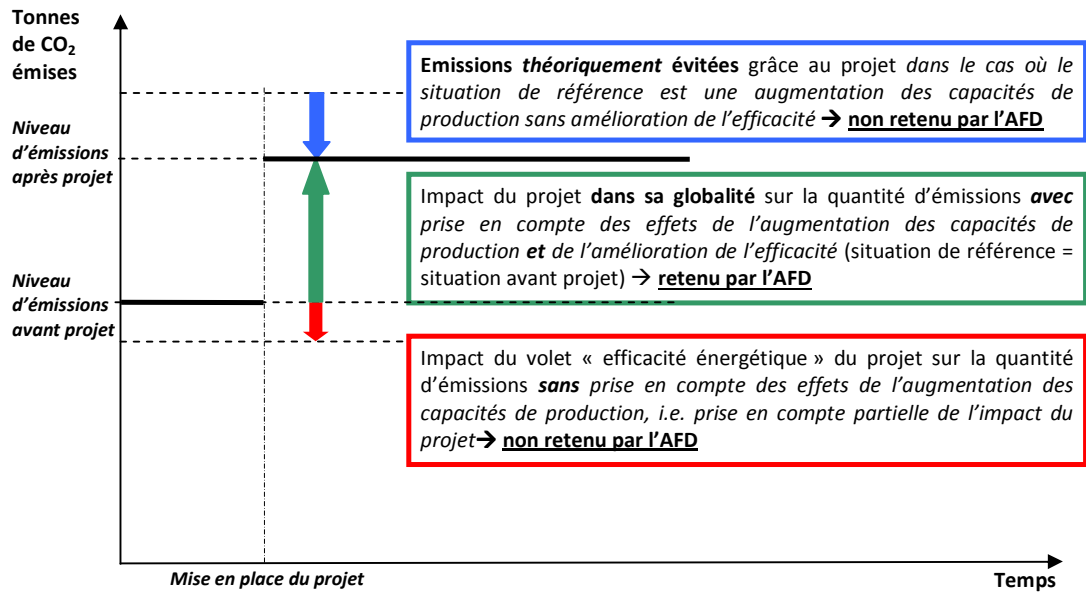 Tonnes
de CO₂
émises
Emissions théoriquement évitées grâce au projet dans le cas où le
situation de référence est une augmentation des capacités de
production sans amélioration de l'efficacité → non retenu par l'AFD
Niveau
d'émissions
après projet
Impact du projet dans sa globalité sur la quantité d'émissions avec
prise en compte des effets de l'augmentation des capacités de
production et de l'amélioration de l'efficacité (situation de référence =
situation avant projet) → retenu par l'AFD
Niveau
d'émissions
avant projet
Impact du volet « efficacité énergétique » du projet sur la quantité
d'émissions sans prise en compte des effets de l'augmentation des
capacités de production, i.e. prise en compte partielle de l'impact du
projet→ non retenu par l'AFD
Mise en place du projet
Temps